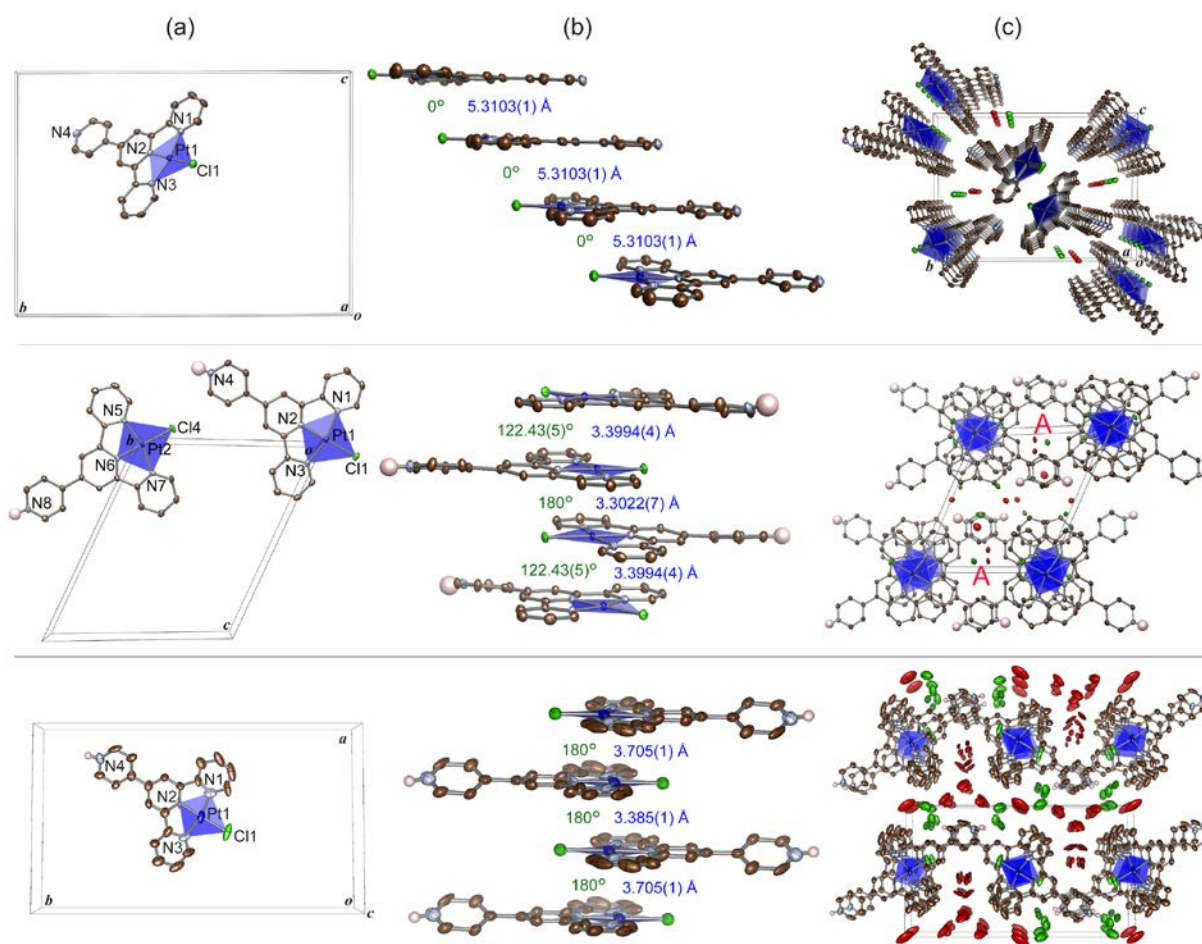 (a)
(b)
(c)
c
N4
N1
N2
Pt1
Cl1
N3
b
a
o
0° 5.3103(1) Å
0° 5.3103(1) Å
0° 5.3103(1) Å
c
b
a
o
N5
Cl4
b
Pt2
N6
N7
N8
N4
N1
N2
Pt1
o
N3
Cl1
c
122.43(5)° 3.3994(4) Å
180° 3.3022(7) Å
122.43(5)° 3.3994(4) Å
A
A
a
N4
N1
N2
Pt1
Cl1
N3
b
o
c
180° 3.705(1) Å
180° 3.385(1) Å
180° 3.705(1) Å